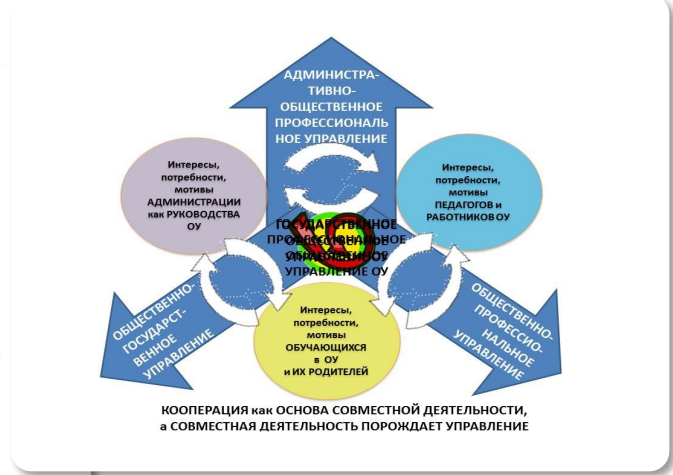 АДМИНИСТРА-
ТИВНО-
ОБЩЕСТВЕННОЕ
ПРОФЕССИОНАЛЬ
НОЕ УПРАВЛЕНИЕ
Интересы,
потребности,
мотивы
АДМИНИСТРАЦИИ
как РУКОВОДСТВА
ОУ
Интересы,
потребности,
мотивы
ПЕДАГОГОВ и
РАБОТНИКОВ ОУ
ГОСУДАРСТВЕННОЕ
ПРОФЕССИОНАЛЬНОЕ
УПРАВЛЕНИЕ ОУ
ОБЩЕСТВЕННО-
ГОСУДАРСТ-
ВЕННОЕ
УПРАВЛЕНИЕ
Интересы,
потребности,
мотивы
ОБУЧАЮЩИХСЯ
в ОУ
и ИХ РОДИТЕЛЕЙ
ОБЩЕСТВЕННО-
ПРОФЕССИО-
НАЛЬНОЕ
УПРАВЛЕНИЕ
КООПЕРАЦИЯ как ОСНОВА СОВМЕСТНОЙ ДЕЯТЕЛЬНОСТИ,
а СОВМЕСТНАЯ ДЕЯТЕЛЬНОСТЬ ПОРОЖДАЕТ УПРАВЛЕНИЕ